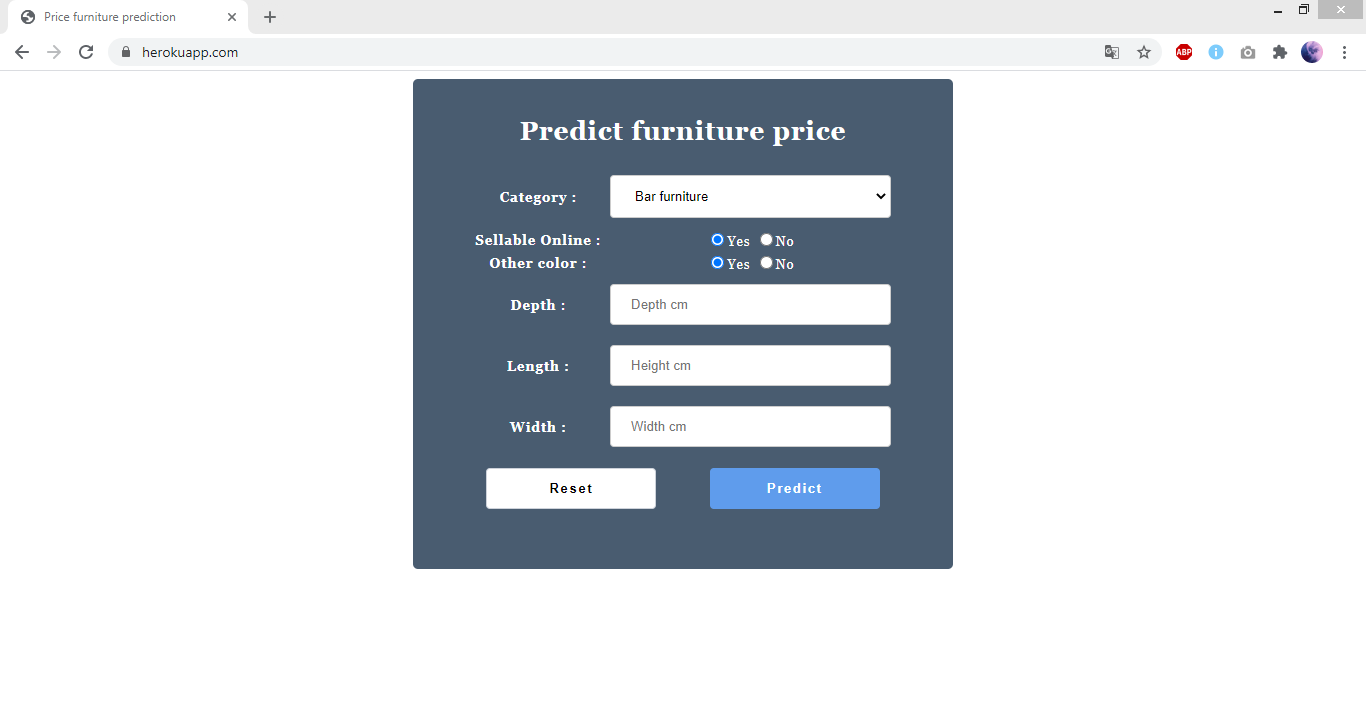 Price furniture prediction
herokuapp.com
ABP
Predict furniture price
Category : Bar furniture
Sellable Online : Yes No
Other color : Yes No
Depth : Depth cm
Length : Height cm
Width : Width cm
Reset Predict